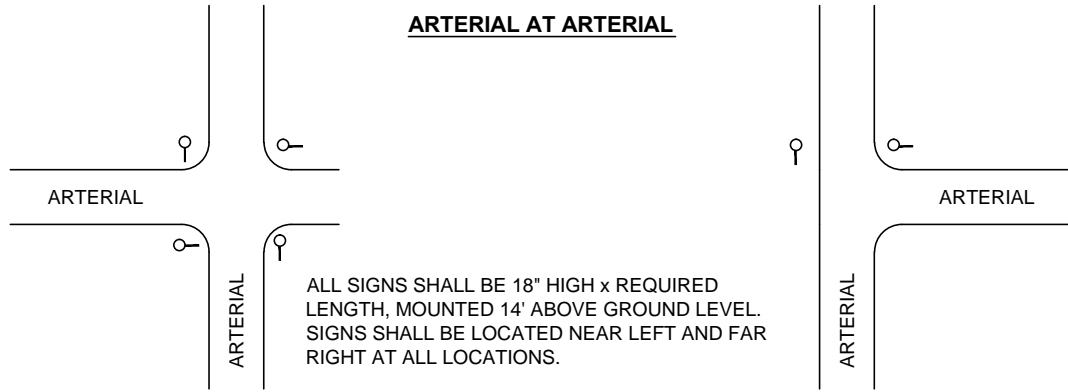 ARTERIAL AT ARTERIAL
ARTERIAL
ARTERIAL
ARTERIAL
ALL SIGNS SHALL BE 18" HIGH x REQUIRED
LENGTH, MOUNTED 14' ABOVE GROUND LEVEL.
SIGNS SHALL BE LOCATED NEAR LEFT AND FAR
RIGHT AT ALL LOCATIONS.
ARTERIAL